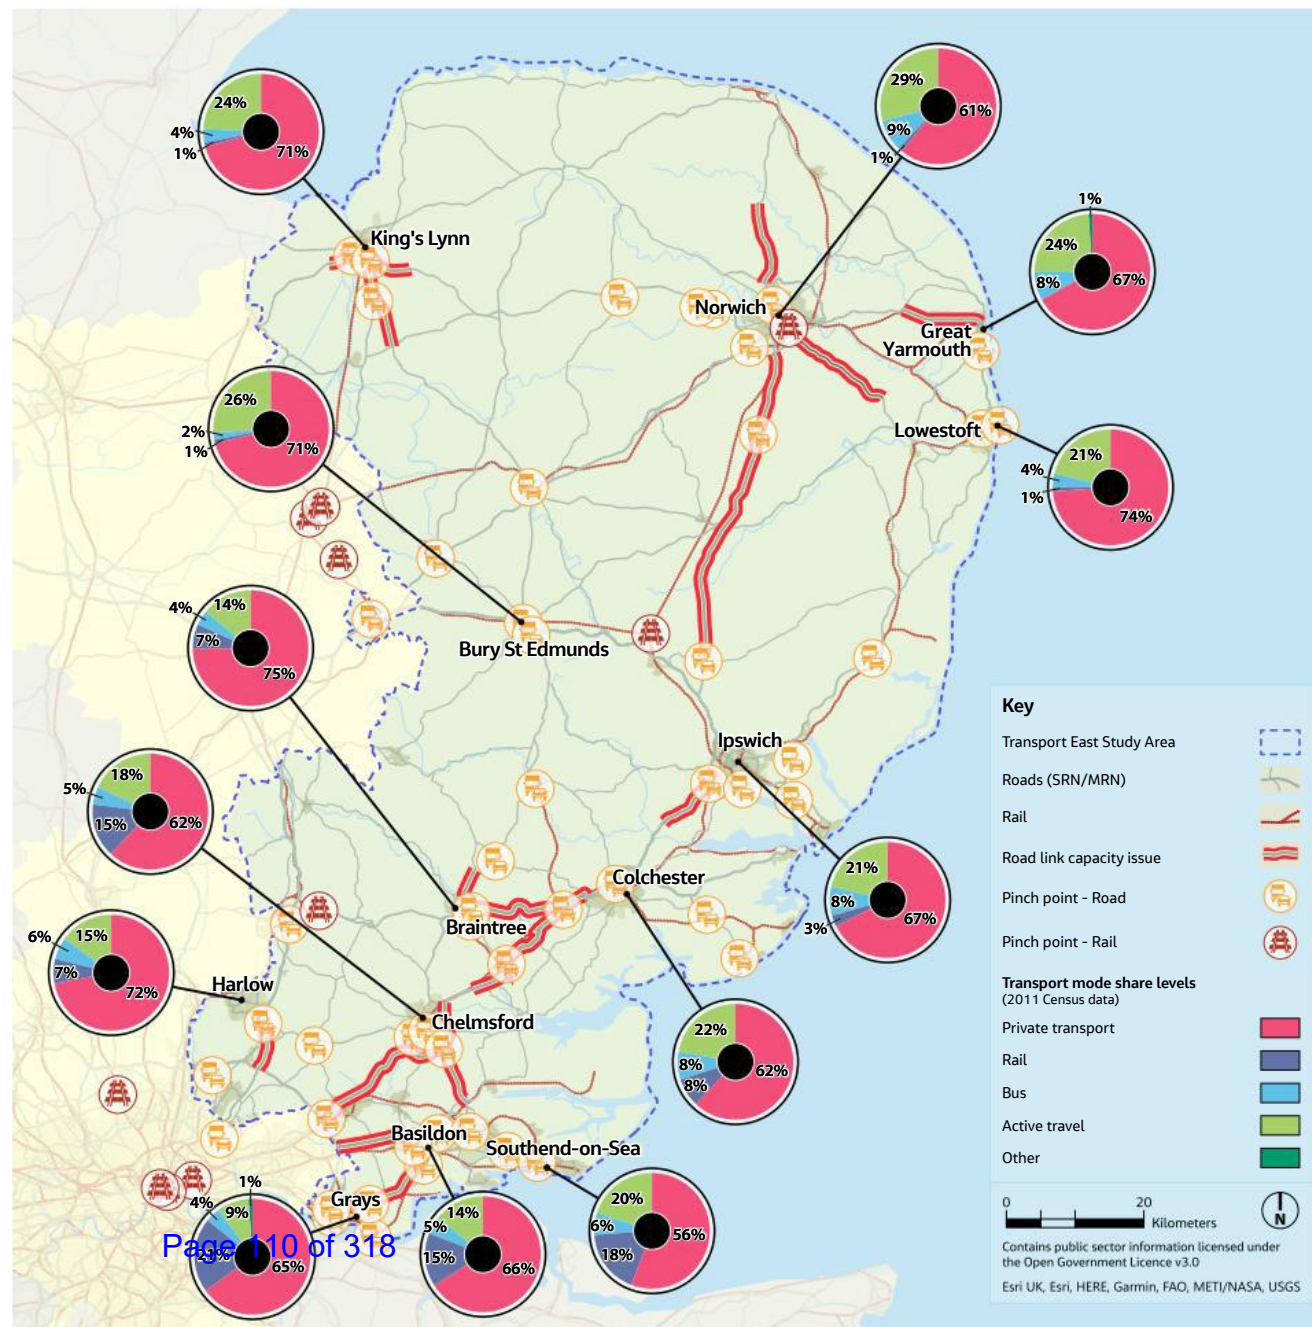 24%
4%
1%
71%
29%
9%
1%
61%
1%
24%
8%
67%
King's Lynn
Norwich
Great
Yarmouth
26%
2%
1%
71%
Lowestoft
21%
4%
1%
74%
14%
4%
7%
75%
Bury St Edmunds
18%
5%
15%
62%
Ipswich
21%
8%
3%
67%
Colchester
Braintree
15%
6%
7%
72%
Harlow
Chelmsford
22%
8%
8%
62%
Basildon
Southend-on-Sea
Grays
1%
4%
9%
21%
65%
14%
5%
15%
66%
20%
6%
18%
56%
Page 110 of 318
Key
Transport East Study Area
Roads (SRN/MRN)
Rail
Road link capacity issue
Pinch point - Road
Pinch point - Rail
Transport mode share levels
(2011 Census data)
Private transport
Rail
Bus
Active travel
Other
0 20
Kilometers
N
Contains public sector information licensed under
the Open Government Licence v3.0
Esri UK, Esri, HERE, Garmin, FAO, METI/NASA, USGS